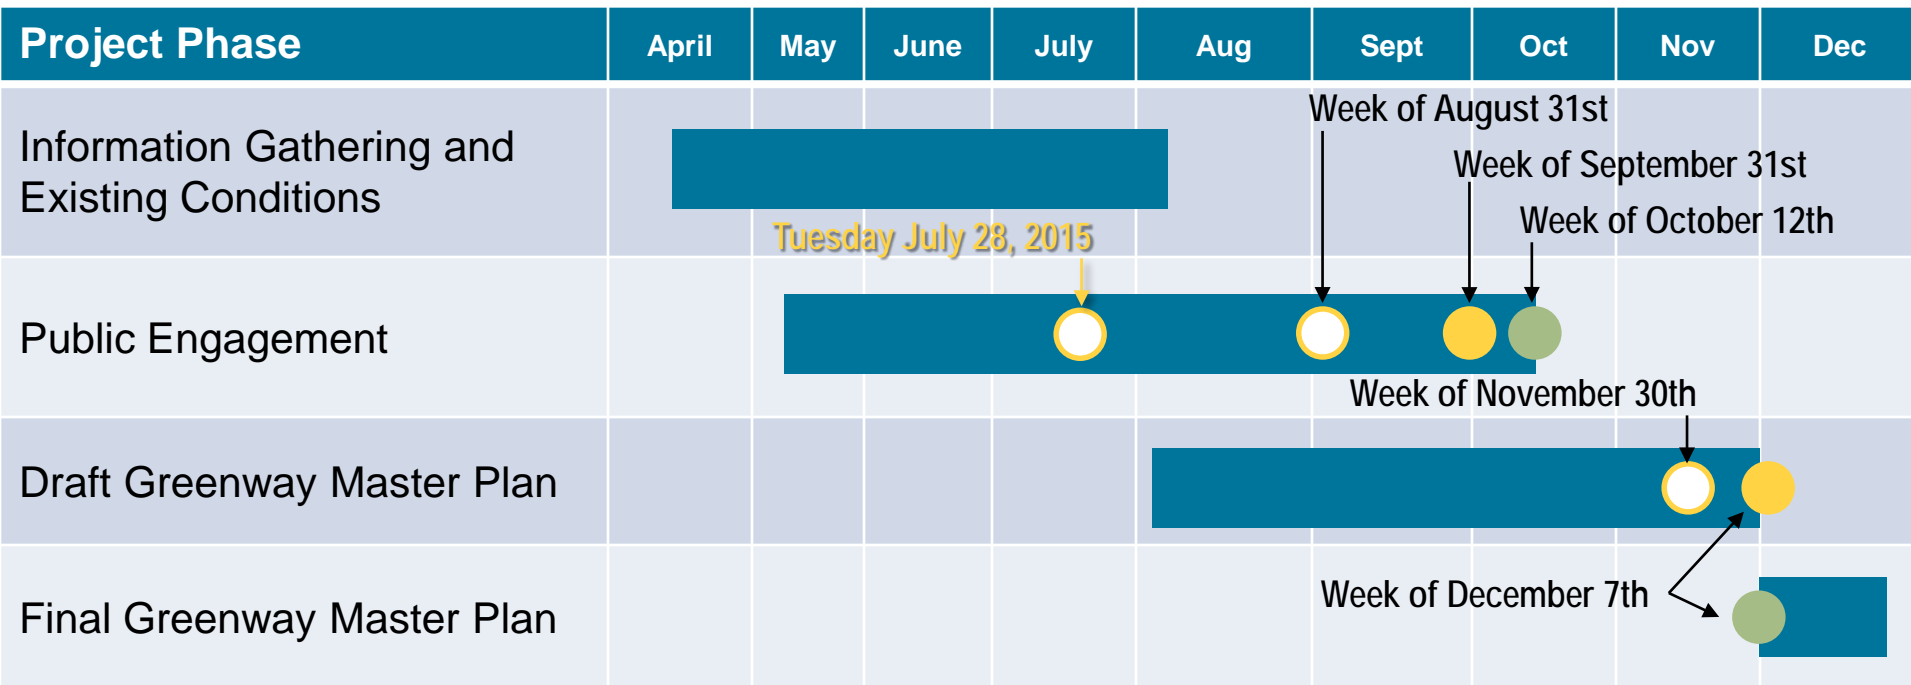 Project Phase April May June July Aug Sept Oct Nov Dec
Week of August 31st
Information Gathering and
Existing Conditions
Week of September 31st
Week of October 12th
Tuesday July 28, 2015
Public Engagement
Week of November 30th
Draft Greenway Master Plan
Week of December 7th
Final Greenway Master Plan